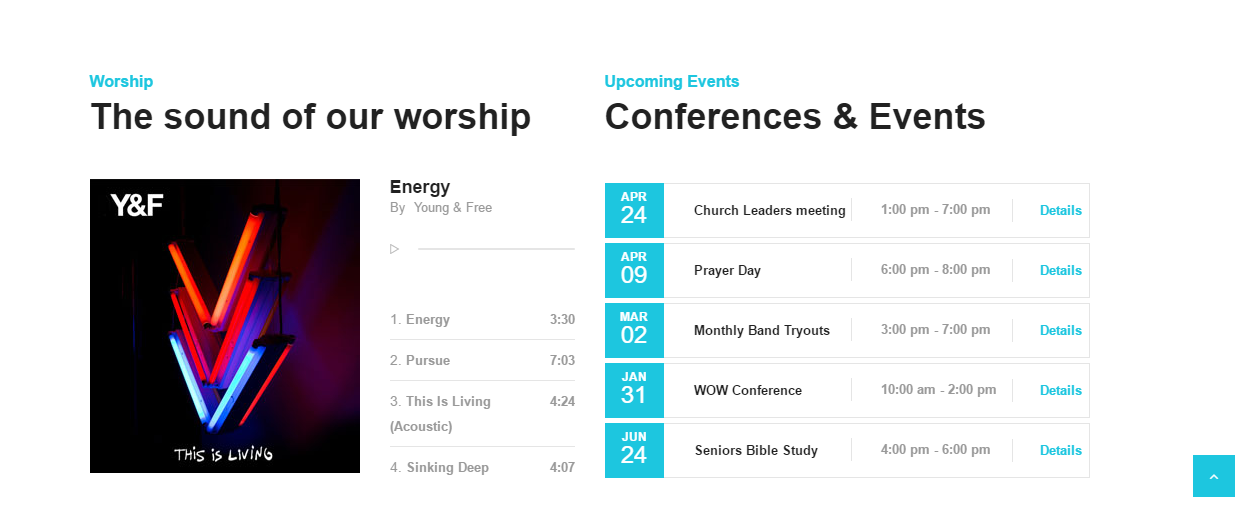 Worship
The sound of our worship
Y&F
THIS IS LIVING
Energy
By Young & Free
1. Energy 3:30
2. Pursue 7:03
3. This Is Living 4:24
(Acoustic)
4. Sinking Deep 4:07
Upcoming Events
Conferences & Events
APR
24
Church Leaders meeting 1:00 pm - 7:00 pm Details
APR
09
Prayer Day 6:00 pm - 8:00 pm Details
MAR
02
Monthly Band Tryouts 3:00 pm - 7:00 pm Details
JAN
31
WOW Conference 10:00 am - 2:00 pm Details
JUN
24
Seniors Bible Study 4:00 pm - 6:00 pm Details